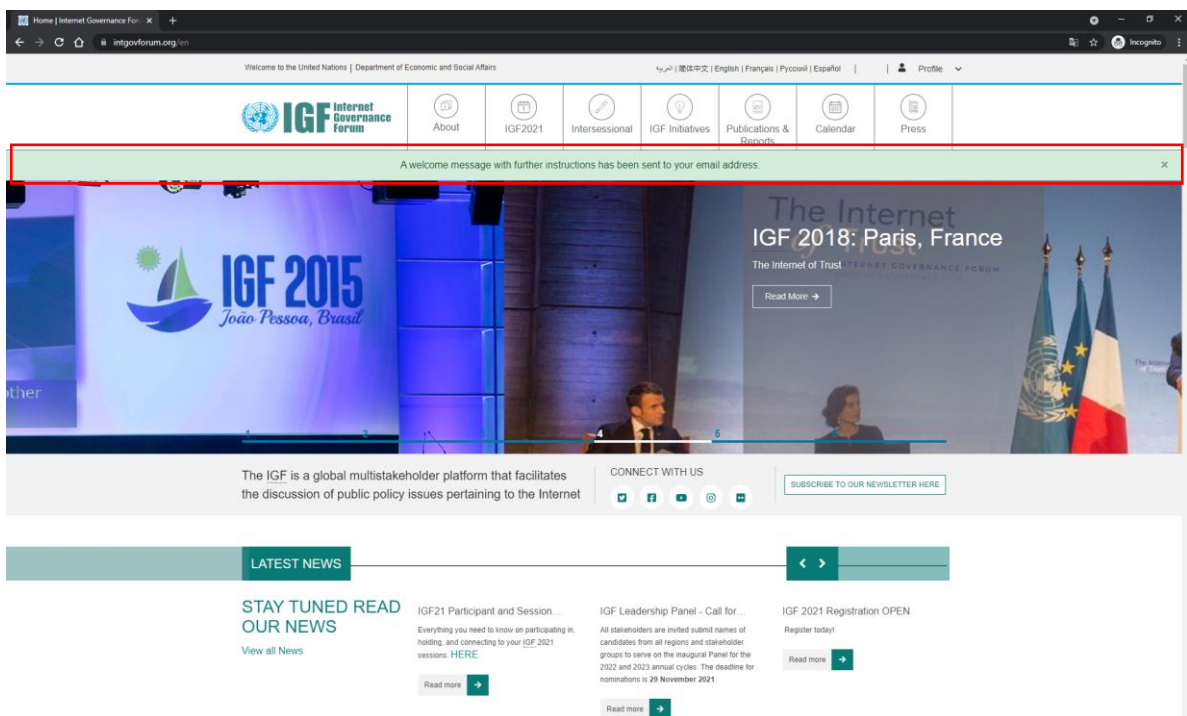 Home | Internet Governance For
intgovforum.org/en
Incognito
Welcome to the United Nations | Department of Economic and Social Affairs
العربية | 简体中文 | English | Français | Русский | Español | | Profile
IGF Internet Governance Forum
About
IGF2021
Intersessional
IGF Initiatives
Publications & Reports
Calendar
Press
A welcome message with further instructions has been sent to your email address.
×
IGF 2015
João Pessoa, Brasil
other
The Internet
of Trust
INTERNET GOVERNANCE FORUM
IGF 2018: Paris, France
The Internet of Trust
Read More →
1 2 3 4 5
The IGF is a global multistakeholder platform that facilitates
the discussion of public policy issues pertaining to the Internet
CONNECT WITH US
SUBSCRIBE TO OUR NEWSLETTER HERE
LATEST NEWS
STAY TUNED READ
OUR NEWS
View all News
IGF21 Participant and Session...
Everything you need to know on participating in,
holding, and connecting to your IGF 2021
sessions. HERE.
Read more →
IGF Leadership Panel - Call for...
All stakeholders are invited submit names of
candidates from all regions and stakeholder
groups to serve on the inaugural Panel for the
2022 and 2023 annual cycles. The deadline for
nominations is 29 November 2021.
Read more →
IGF 2021 Registration OPEN
Register today!
Read more →